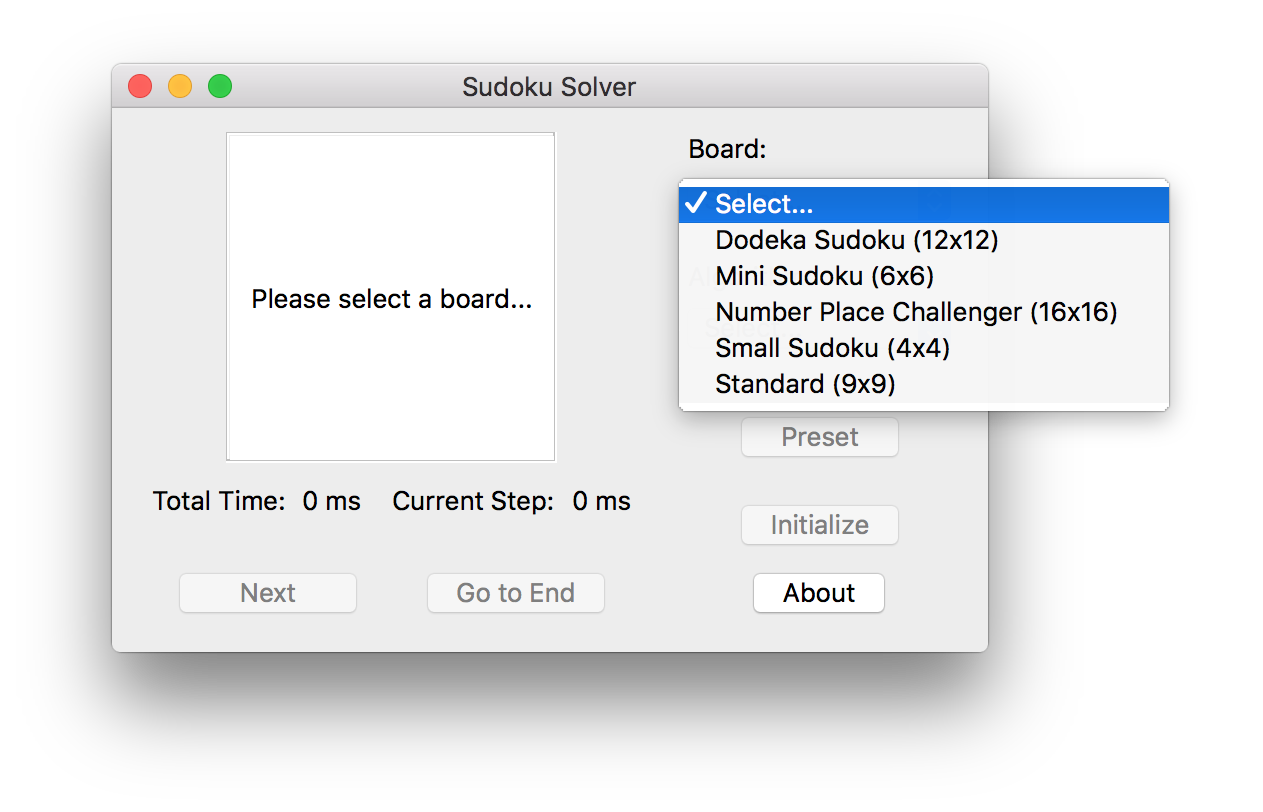 Sudoku Solver
Board:
Select...
Dodeka Sudoku (12x12)
Mini Sudoku (6x6)
Number Place Challenger (16x16)
Small Sudoku (4x4)
Standard (9x9)
Please select a board...
Preset
Total Time: 0 ms Current Step: 0 ms
Initialize
Next Go to End About